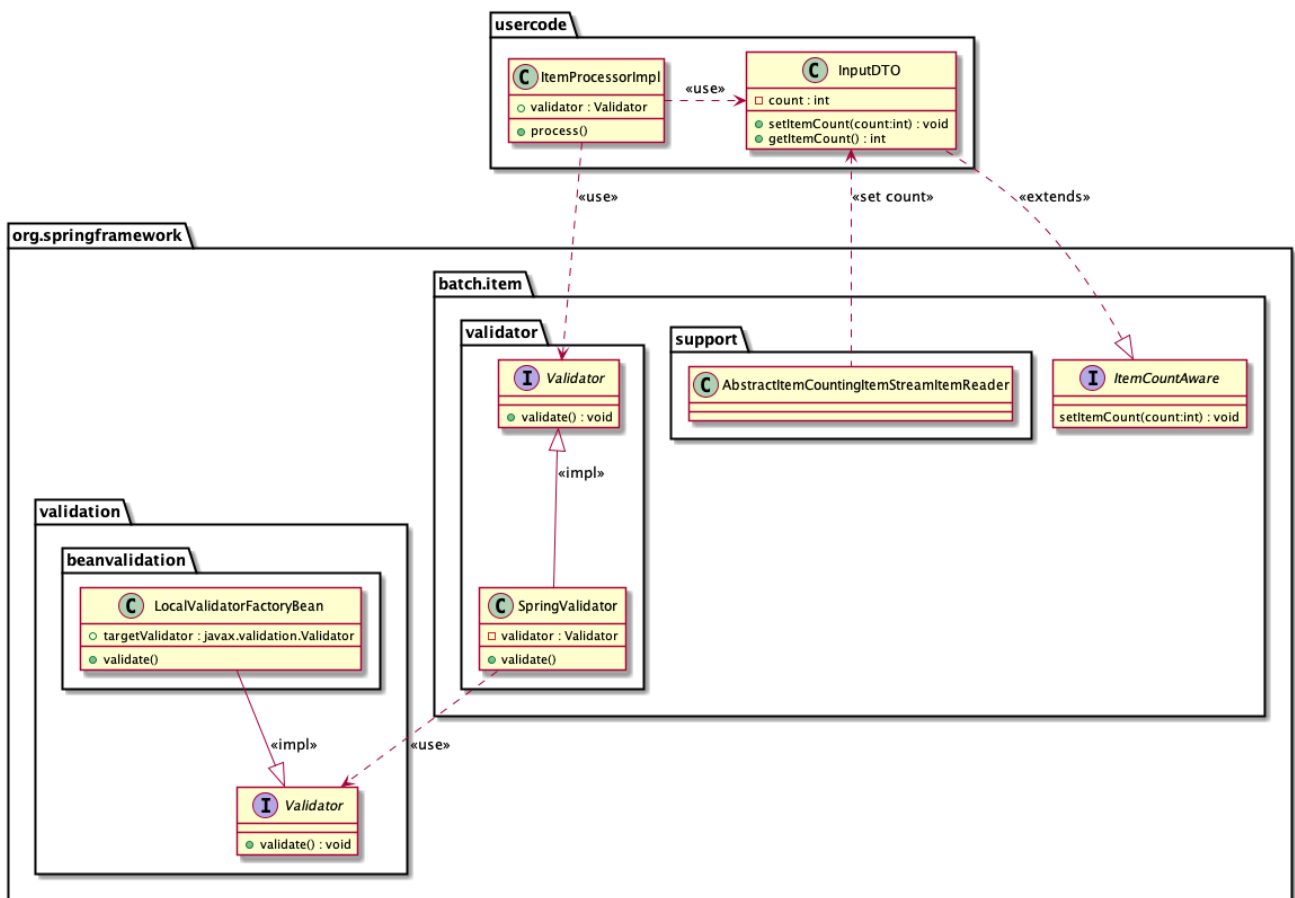 usercode
C ItemProcessorImpl
validator : Validator
process()
«use»
C InputDTO
count : int
setItemCount(count:int) : void
getItemCount() : int
«use»
«set count»
«extends»
org.springframework
batch.item
validator
I Validator
validate() : void
«impl»
C SpringValidator
validator : Validator
validate()
support
C AbstractItemCountingItemStreamItemReader
I ItemCountAware
setItemCount(count:int) : void
validation
beanvalidation
C LocalValidatorFactoryBean
targetValidator : javax.validation.Validator
validate()
«impl»
«use»
I Validator
validate() : void